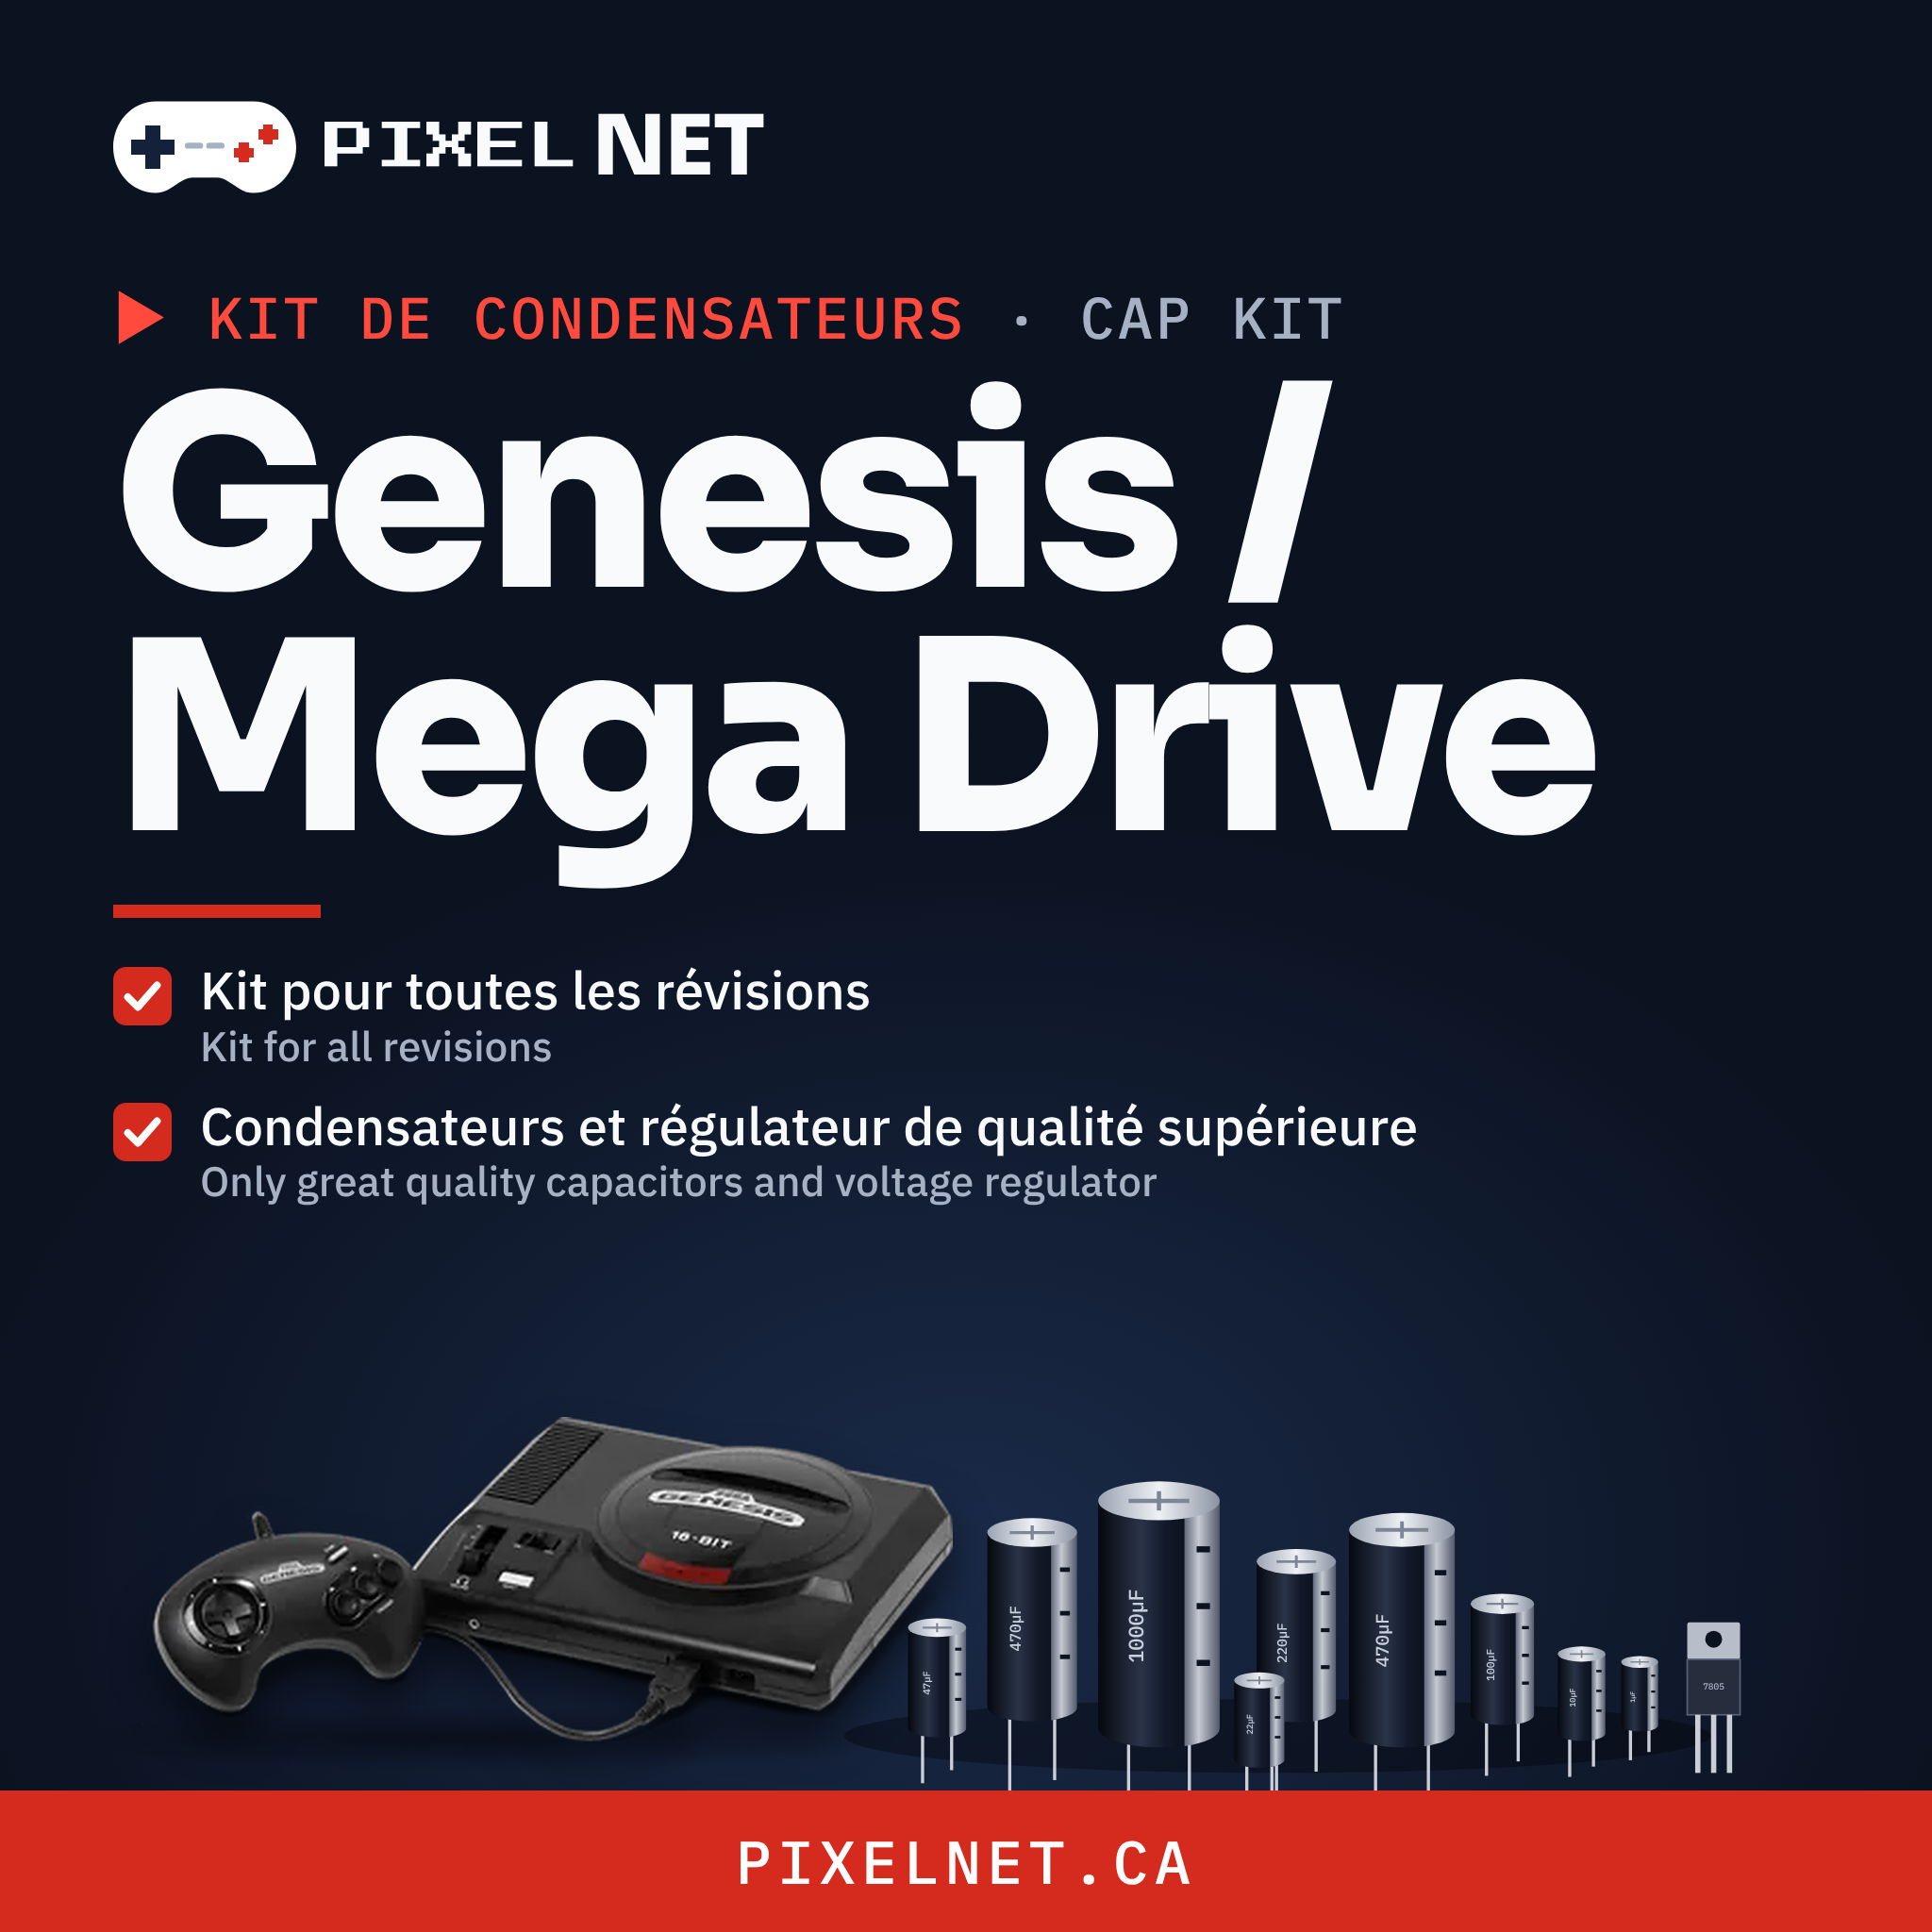 PIXEL NET
▶ KIT DE CONDENSATEURS · CAP KIT
Genesis /
Mega Drive
Kit pour toutes les révisions
Kit for all revisions
Condensateurs et régulateur de qualité supérieure
Only great quality capacitors and voltage regulator
GENESIS
16-BIT
GENESIS
47µF
470µF
1000µF
22µF
220µF
470µF
100µF
10µF
1µF
7805
PIXELNET.CA